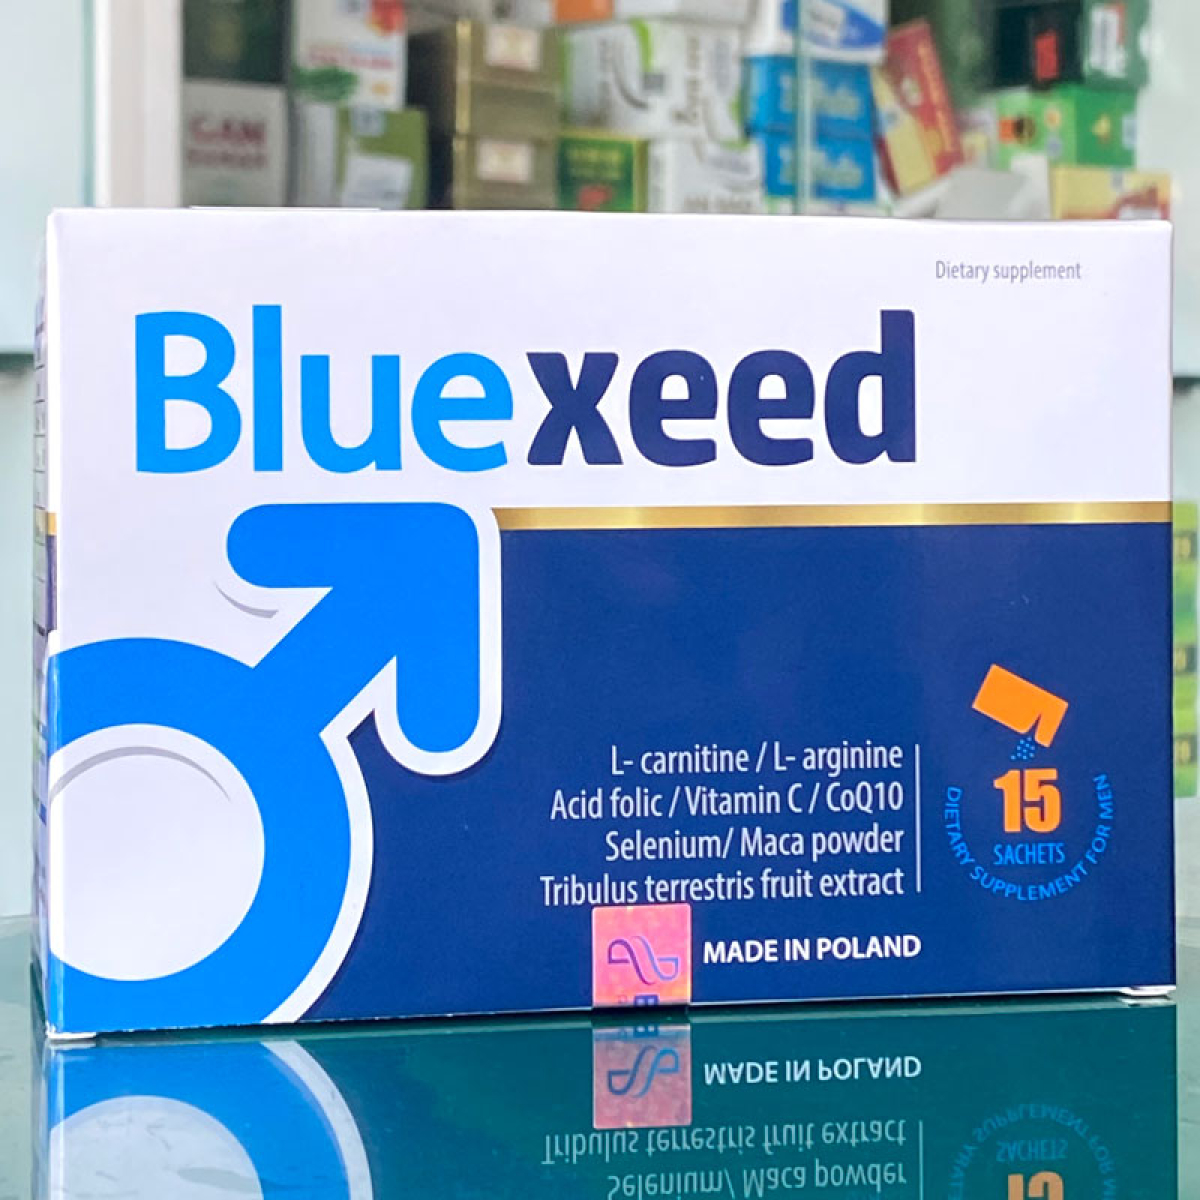 GAN
Dietary supplement
Bluexeed
L- carnitine / L- arginine
Acid folic / Vitamin C / CoQ10
Selenium/ Maca powder
Tribulus terrestris fruit extract
15
SACHETS
DIETARY SUPPLEMENT FOR MEN
MADE IN POLAND